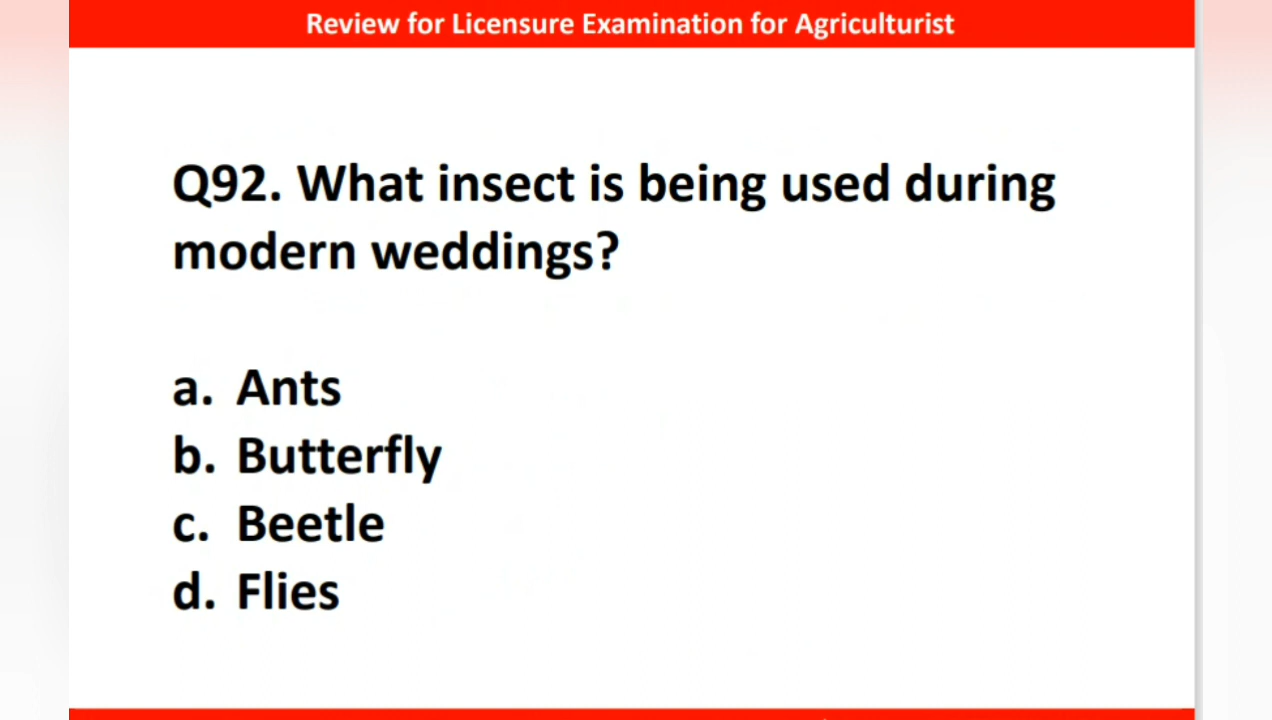 Review for Licensure Examination for Agriculturist
Q92. What insect is being used during
modern weddings?
a. Ants
b. Butterfly
c. Beetle
d. Flies